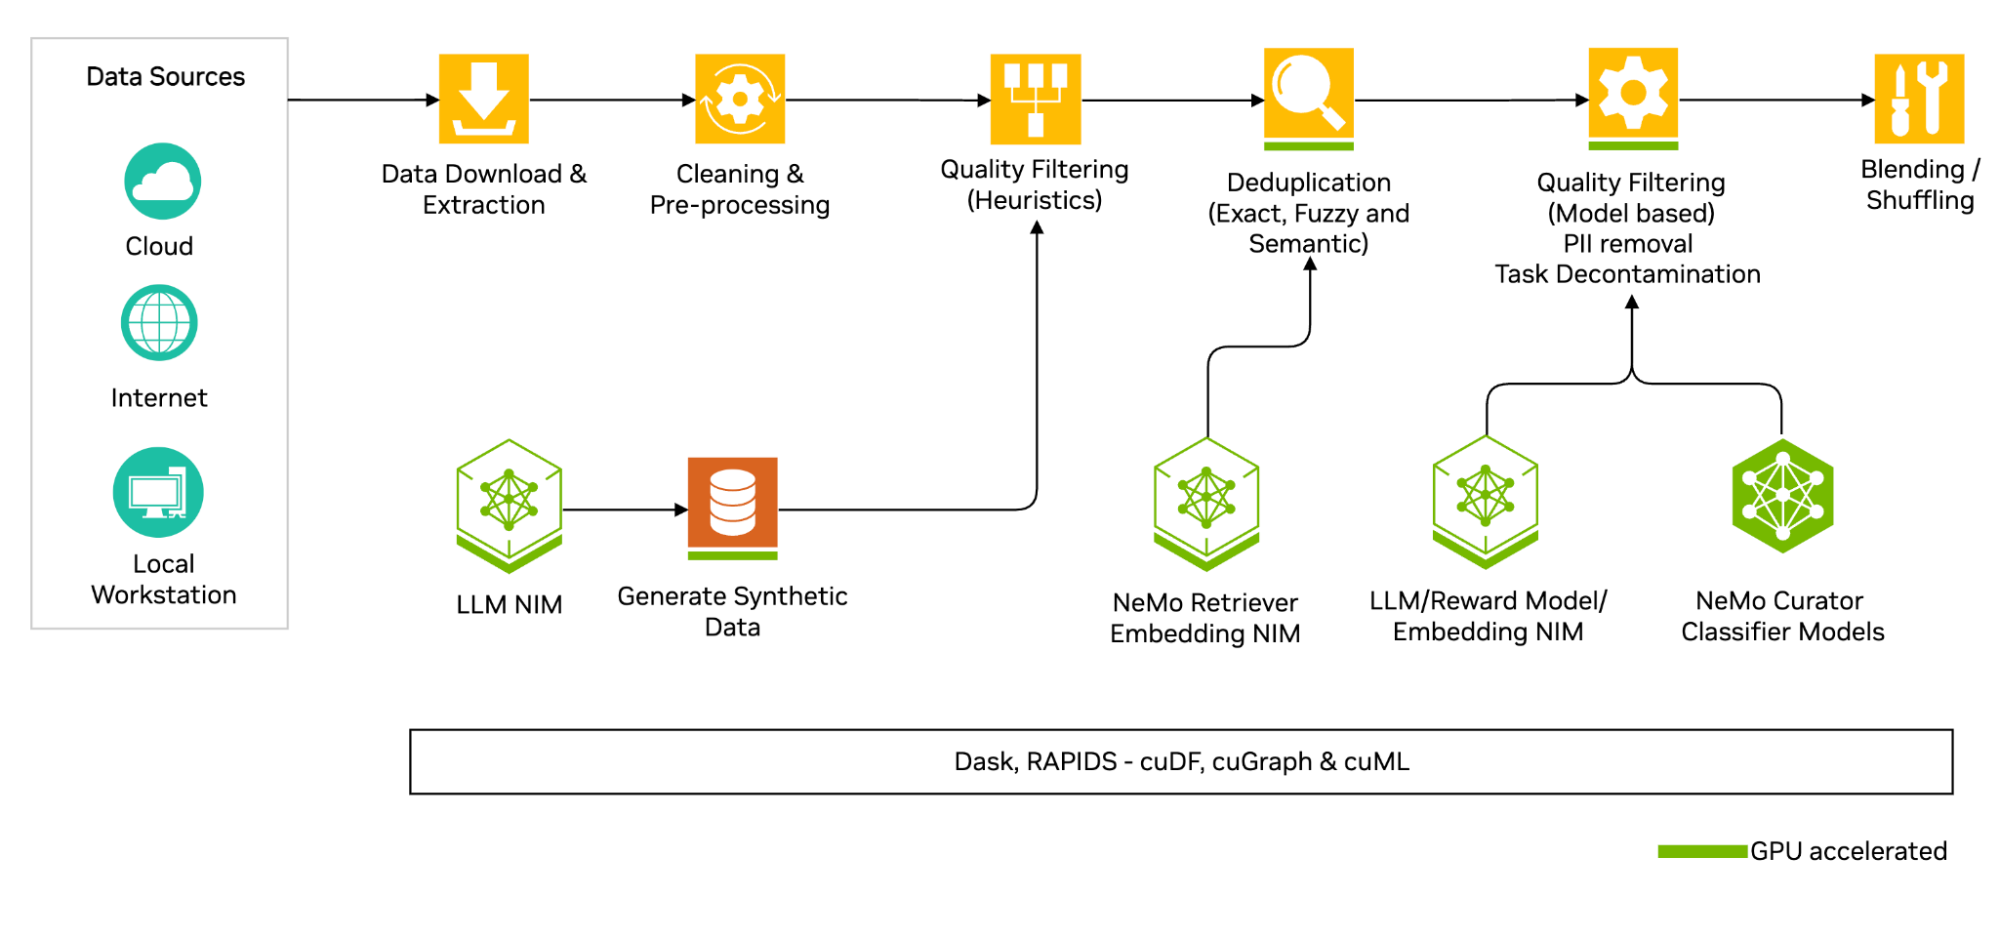 Data Sources
Cloud
Internet
Local
Workstation
Data Download &
Extraction
Cleaning &
Pre-processing
Quality Filtering
(Heuristics)
Deduplication
(Exact, Fuzzy and
Semantic)
Quality Filtering
(Model based)
PII removal
Task Decontamination
Blending /
Shuffling
LLM NIM
Generate Synthetic
Data
NeMo Retriever
Embedding NIM
LLM/Reward Model/
Embedding NIM
NeMo Curator
Classifier Models
Dask, RAPIDS - cuDF, cuGraph & cuML
GPU accelerated